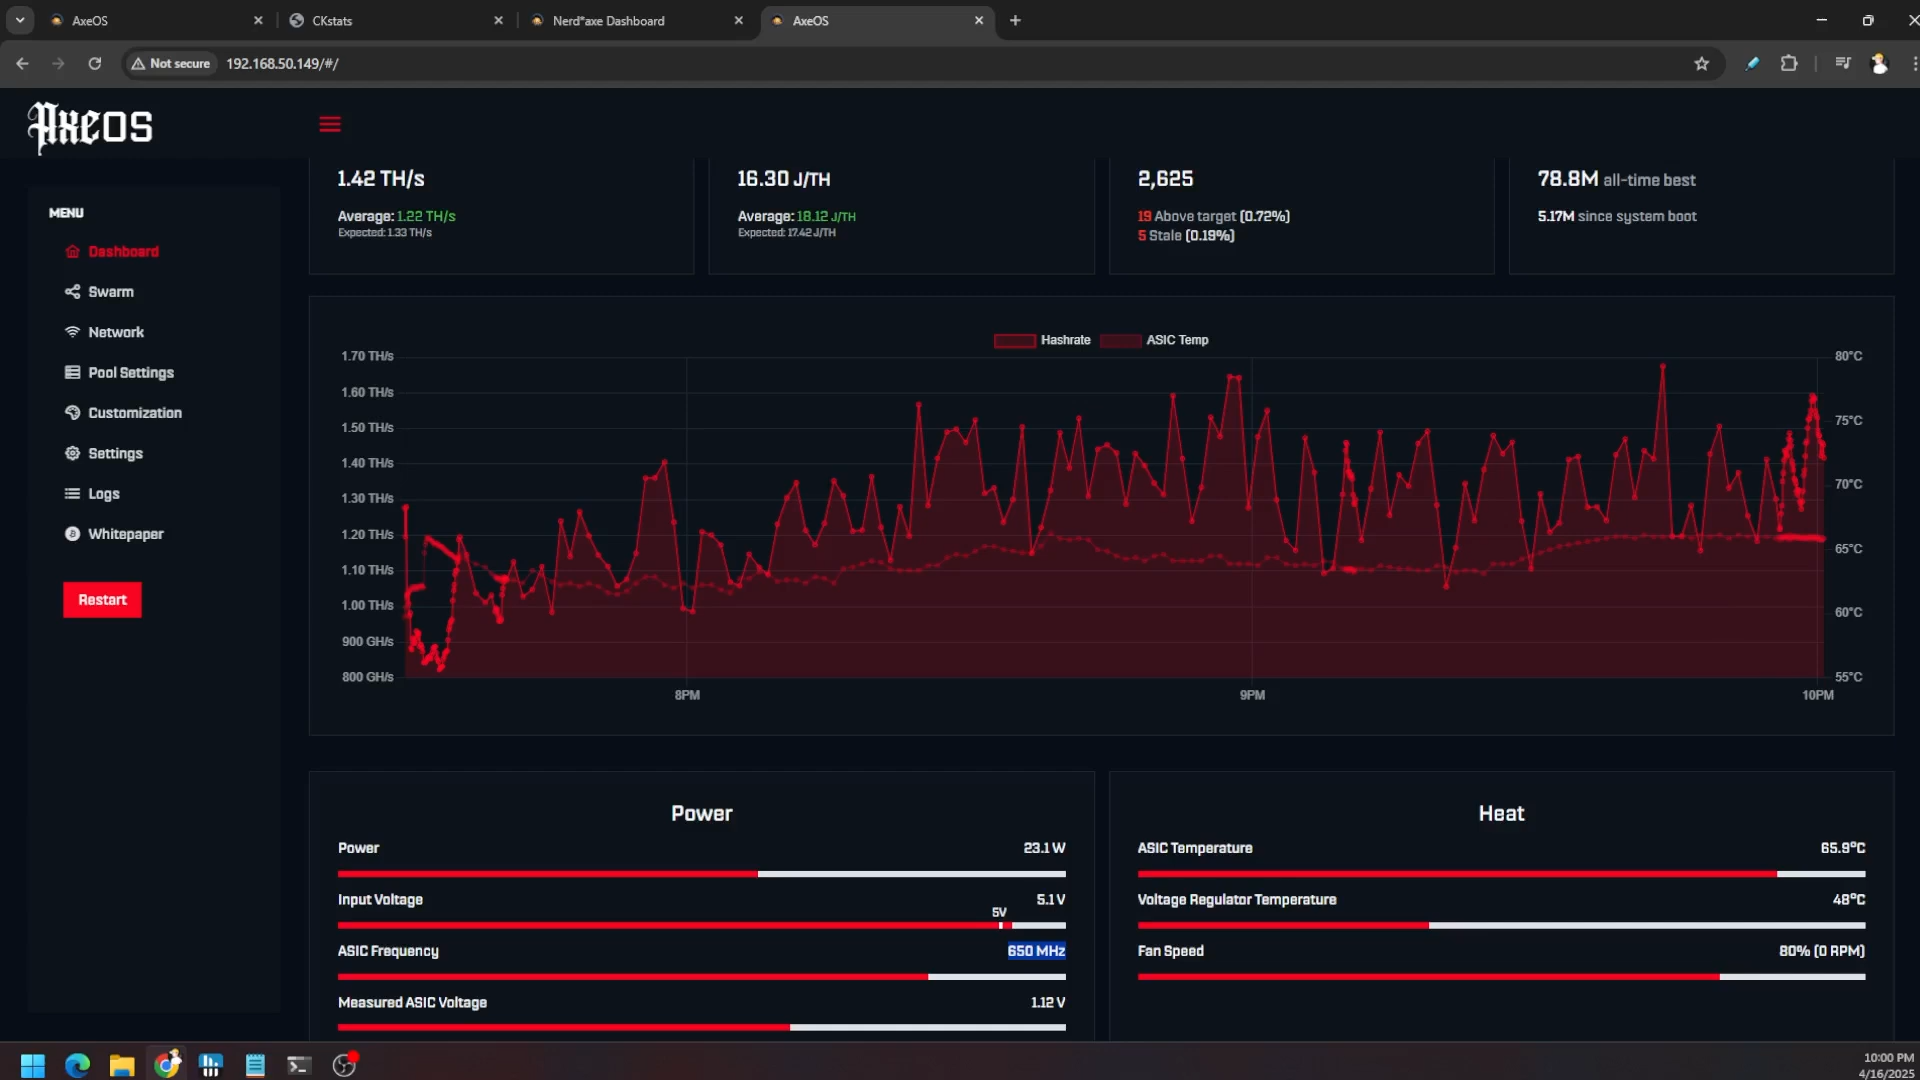 AxeOS
CKstats
Nerd*axe Dashboard
AxeOS
Not secure
192.168.50.149/#/
AxeOS
MENU
Dashboard
Swarm
Network
Pool Settings
Customization
Settings
Logs
Whitepaper
Restart
1.42 TH/s
Average: 1.22 TH/s
Expected: 1.33 TH/s
16.30 J/TH
Average: 18.12 J/TH
Expected: 17.42 J/TH
2,625
19 Above target (0.72%)
5 Stale (0.19%)
78.8M all-time best
5.17M since system boot
Hashrate
ASIC Temp
1.70 TH/s
1.60 TH/s
1.50 TH/s
1.40 TH/s
1.30 TH/s
1.20 TH/s
1.10 TH/s
1.00 TH/s
900 GH/s
800 GH/s
80°C
75°C
70°C
65°C
60°C
55°C
8PM
9PM
10PM
Power
Power 23.1 W
Input Voltage 5.1 V
5V
ASIC Frequency 650 MHz
Measured ASIC Voltage 1.12 V
Heat
ASIC Temperature 65.9°C
Voltage Regulator Temperature 48°C
Fan Speed 80% (0 RPM)
10:00 PM
4/16/2025